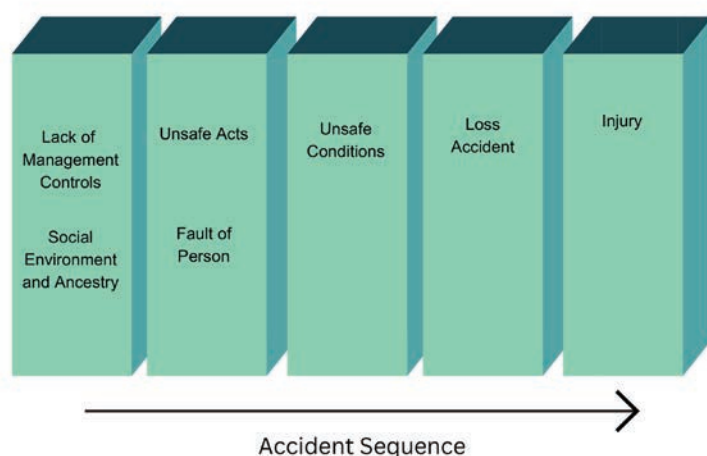 Lack of
Management
Controls
Social
Environment
and Ancestry
Unsafe Acts
Fault of
Person
Unsafe
Conditions
Loss
Accident
Injury
Accident Sequence